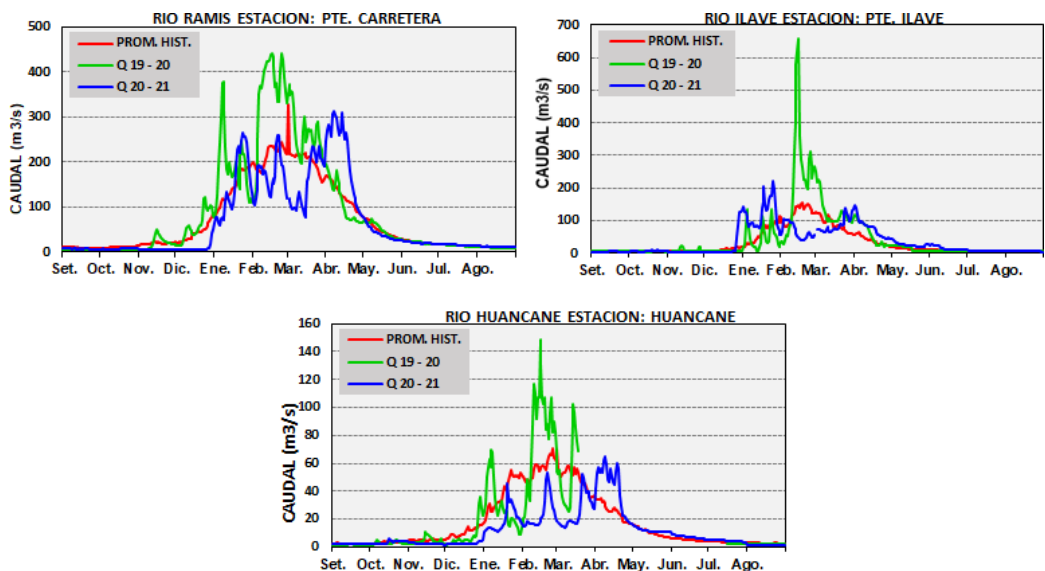 RIO RAMIS ESTACION: PTE. CARRETERA
CAUDAL (m3/s)
500
400
300
200
100
0
PROM. HIST.
Q 19 - 20
Q 20 - 21
Set. Oct. Nov. Dic. Ene. Feb. Mar. Abr. May. Jun. Jul. Ago.
RIO ILAVE ESTACION: PTE. ILAVE
CAUDAL (m3/s)
700
600
500
400
300
200
100
0
PROM. HIST.
Q 19 - 20
Q 20 - 21
Set. Oct. Nov. Dic. Ene. Feb. Mar. Abr. May. Jun. Jul. Ago.
RIO HUANCANE ESTACION: HUANCANE
CAUDAL (m3/s)
160
140
120
100
80
60
40
20
0
PROM. HIST.
Q 19 - 20
Q 20 - 21
Set. Oct. Nov. Dic. Ene. Feb. Mar. Abr. May. Jun. Jul. Ago.